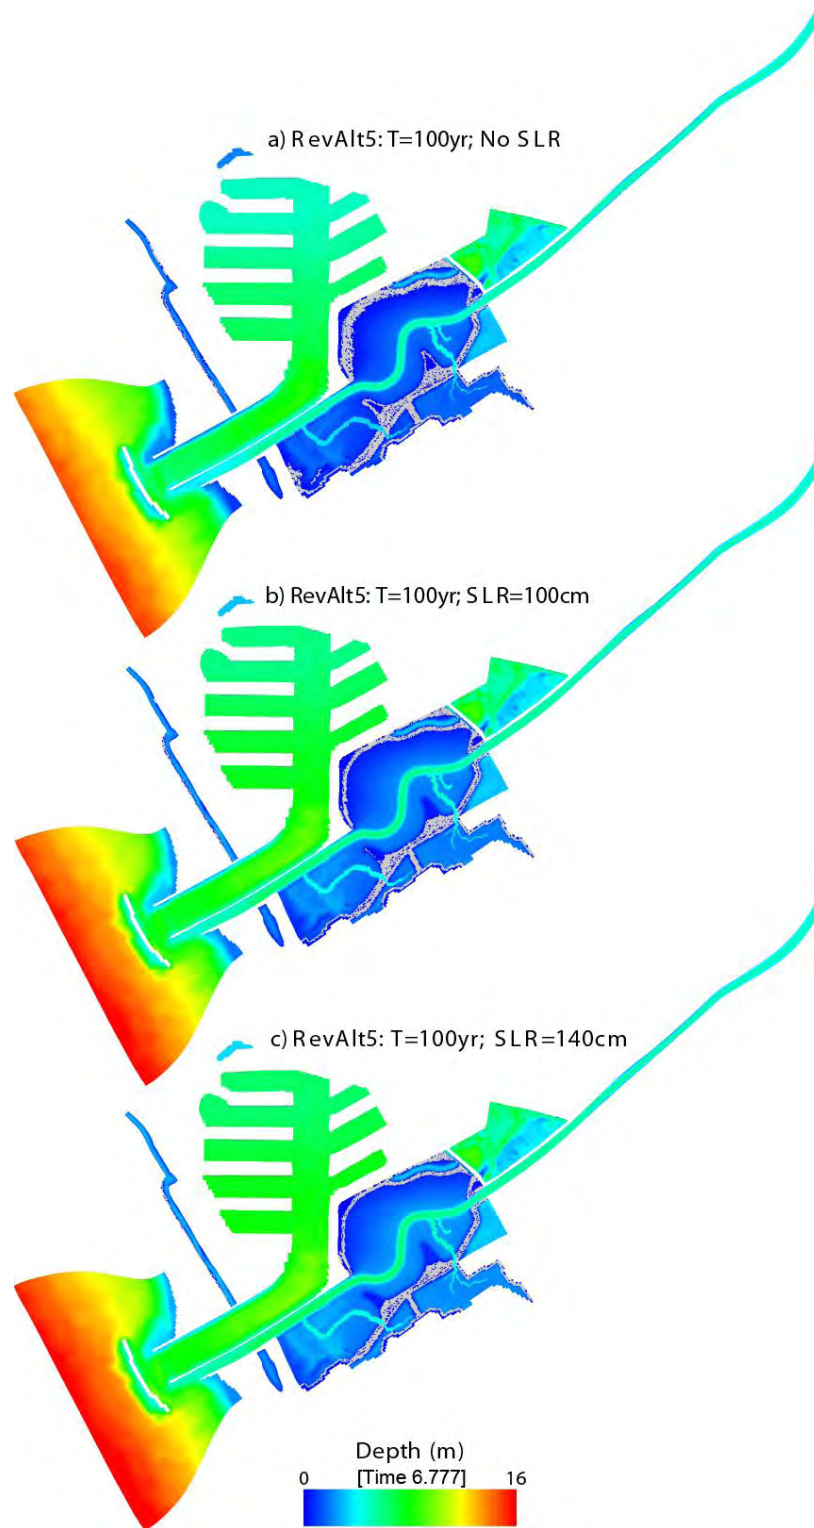 a) RevAlt5: T=100yr; No SLR
b) RevAlt5: T=100yr; SLR=100cm
c) RevAlt5: T=100yr; SLR=140cm
Depth (m)
0 [Time 6.777] 16